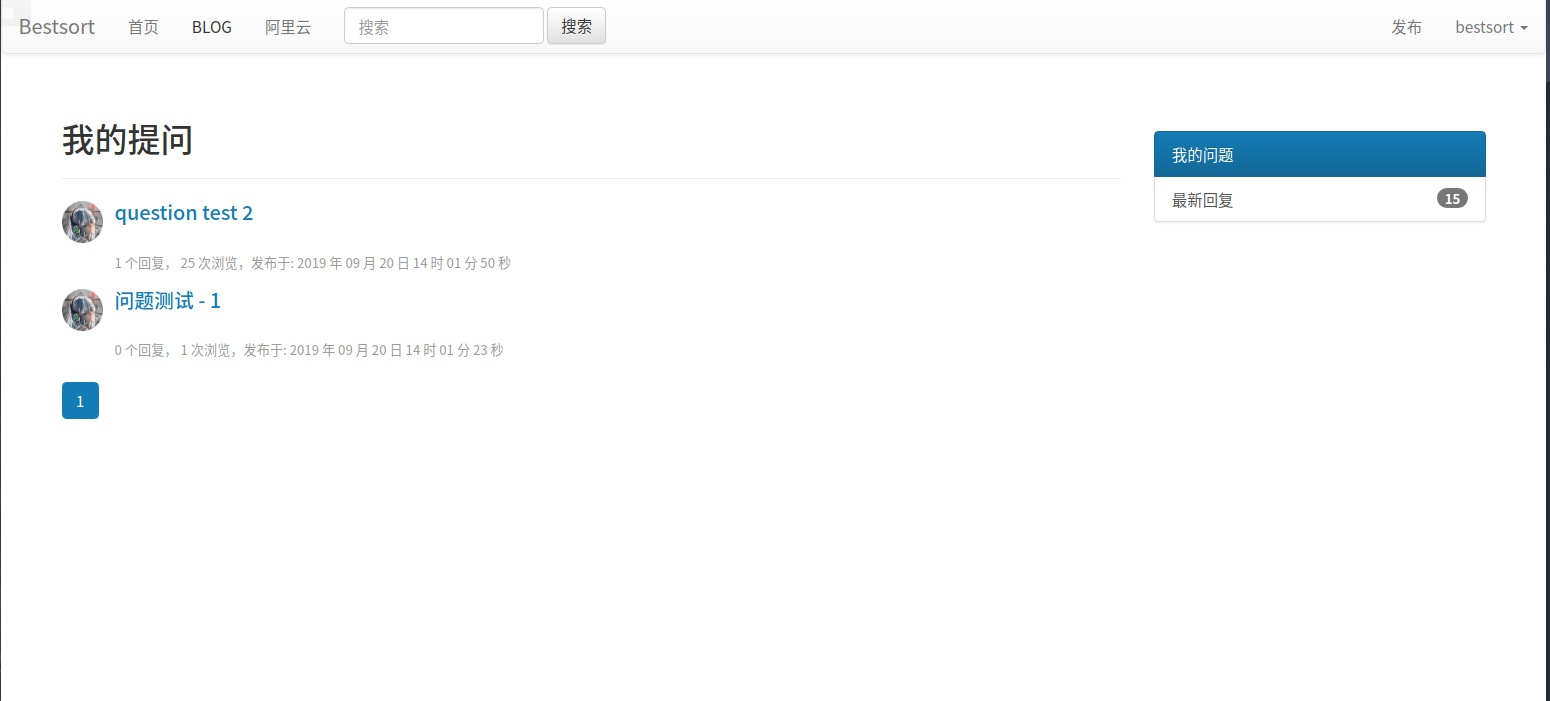 Bestsort 首页 BLOG 阿里云 搜索 搜索 发布 bestsort
我的提问
我的问题
最新回复 15
question test 2
1 个回复， 25 次浏览，发布于: 2019 年 09 月 20 日 14 时 01 分 50 秒
问题测试 - 1
0 个回复， 1 次浏览，发布于: 2019 年 09 月 20 日 14 时 01 分 23 秒
1